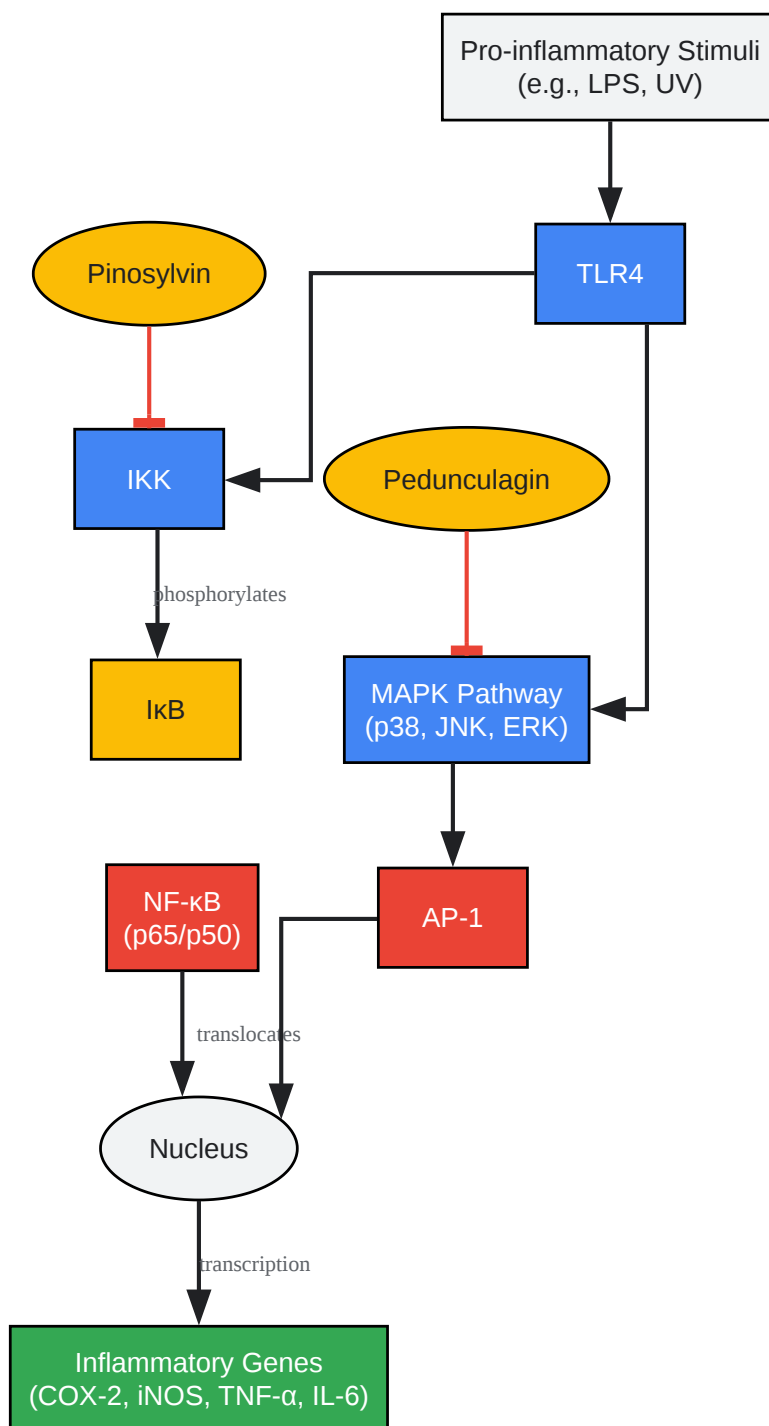 Pro-inflammatory Stimuli
(e.g., LPS, UV)
TLR4
Pinosylvin
IKK
Pedunculagin
phosphorylates
IκB
MAPK Pathway
(p38, JNK, ERK)
NF-κB
(p65/p50)
AP-1
translocates
Nucleus
transcription
Inflammatory Genes
(COX-2, iNOS, TNF-α, IL-6)